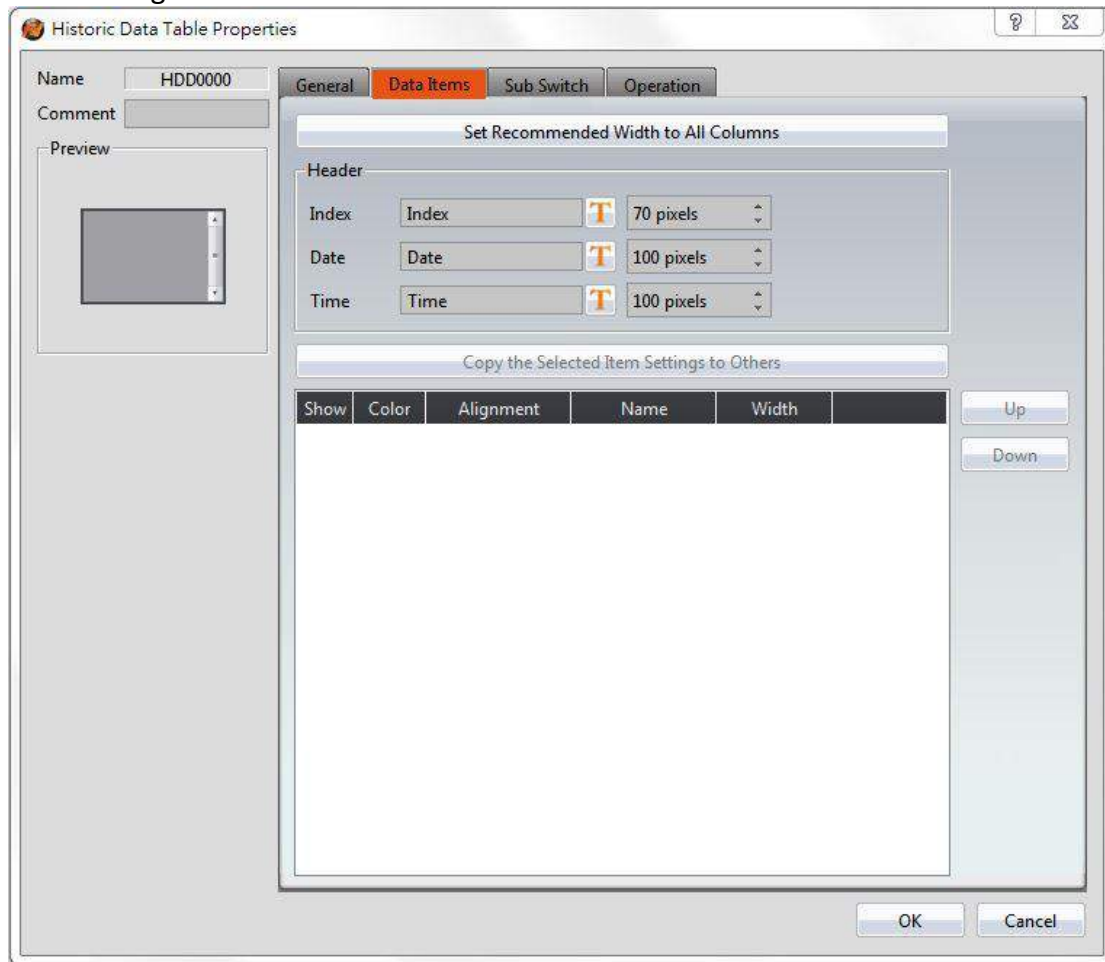 Historic Data Table Properties
Name HDD0000
Comment
Preview
General Data Items Sub Switch Operation
Set Recommended Width to All Columns
Header
Index Index T 70 pixels
Date Date T 100 pixels
Time Time T 100 pixels
Copy the Selected Item Settings to Others
Show Color Alignment Name Width
Up
Down
OK Cancel